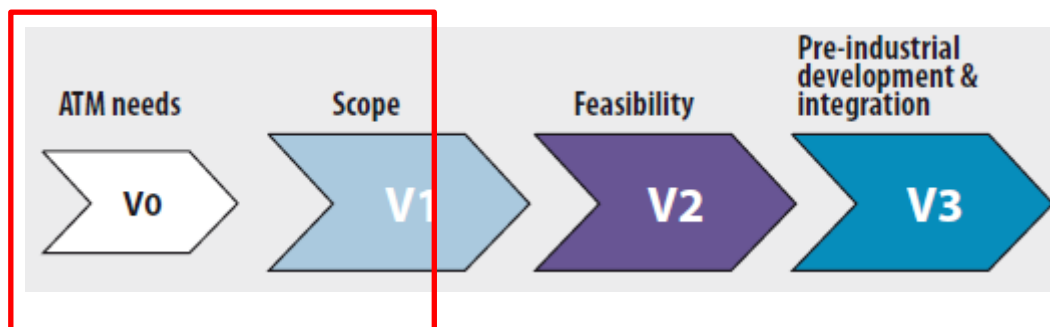 ATM needs
Scope
Feasibility
Pre-industrial
development &
integration
V0
V1
V2
V3